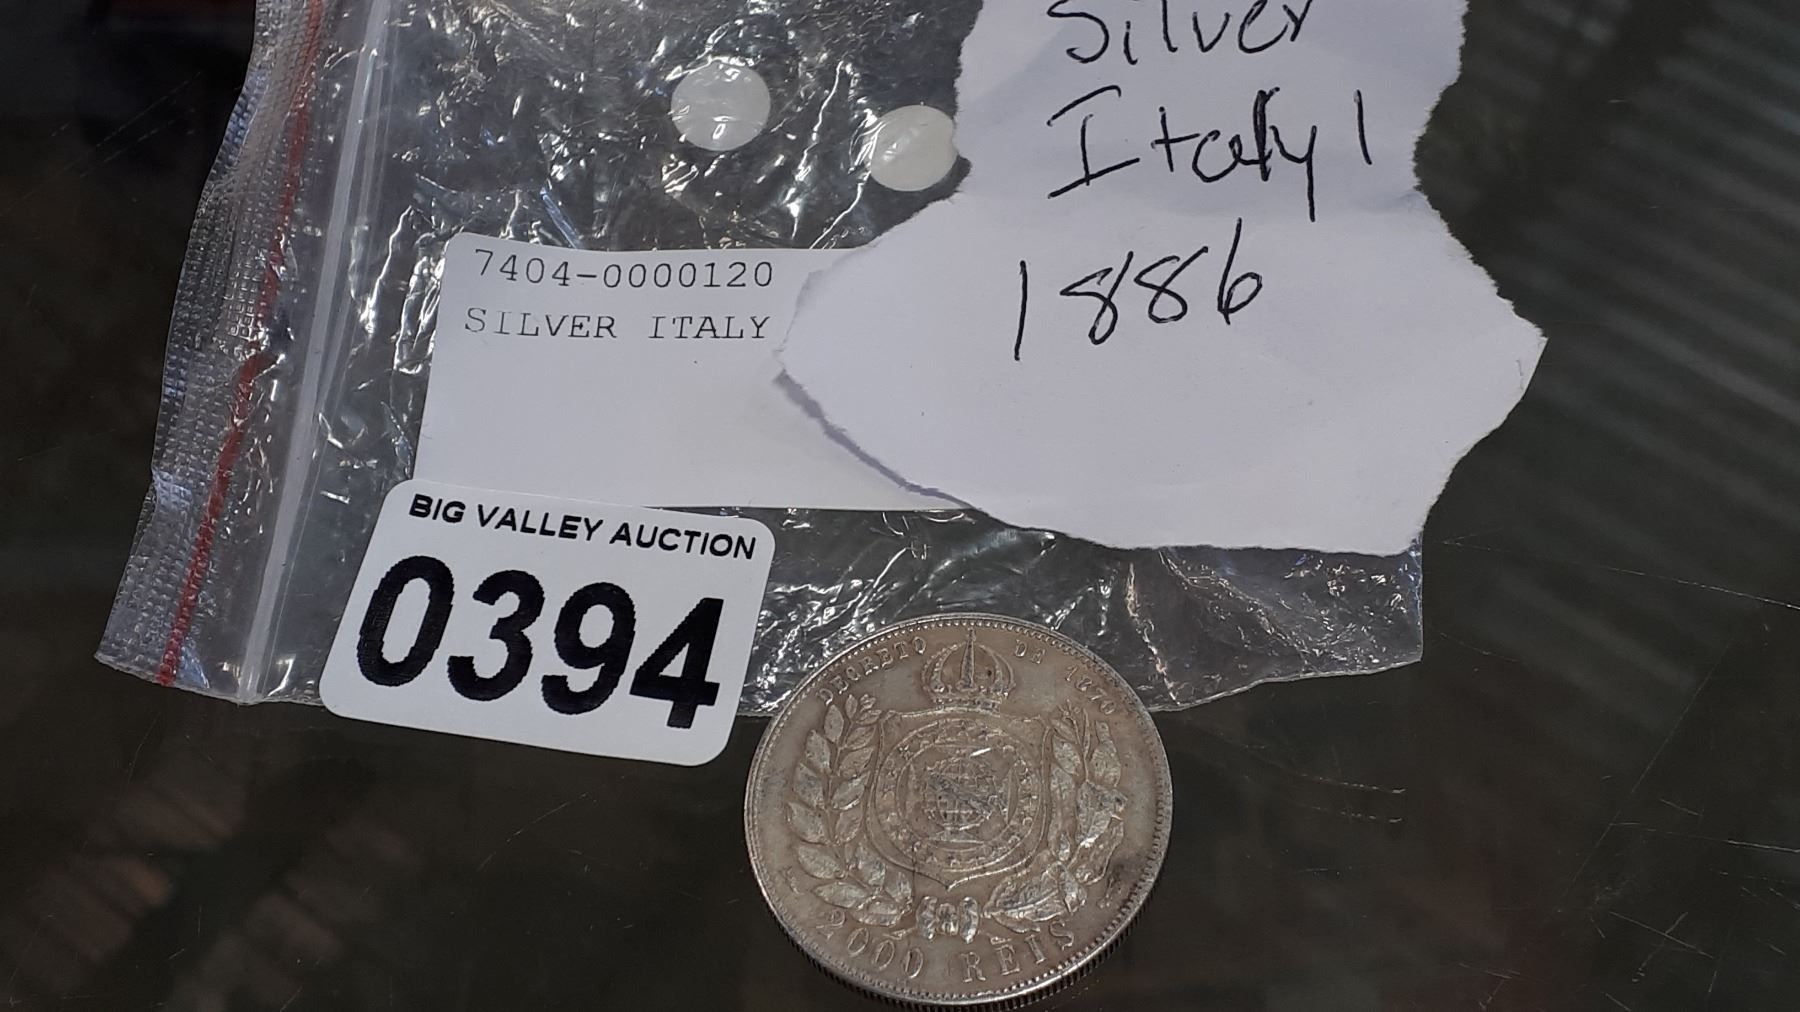 Silver
Italy 1
1886
7404-0000120
SILVER ITALY
BIG VALLEY AUCTION
0394
DECRETO DE 1870
2000 REIS